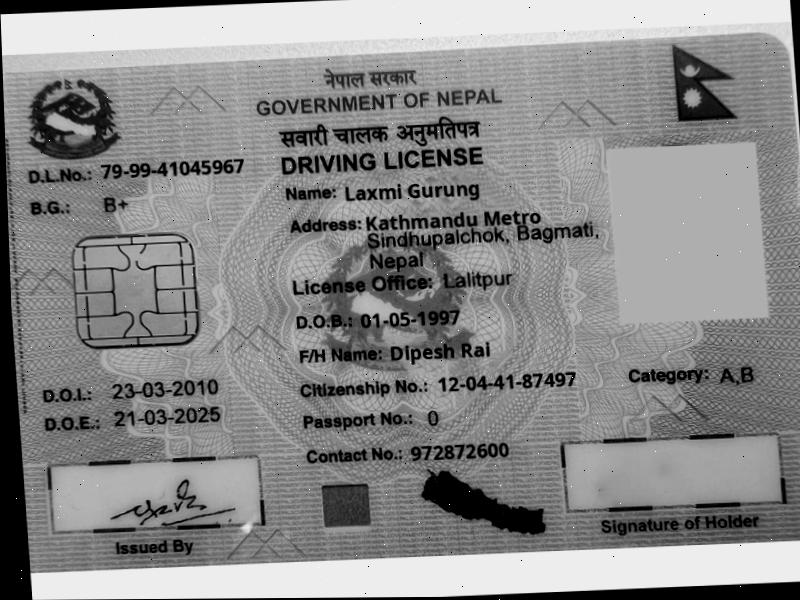 नेपाल सरकार
GOVERNMENT OF NEPAL
सवारी चालक अनुमतिपत्र
DRIVING LICENSE
D.L.No.: 79-99-41045967
B.G.: B+
Name: Laxmi Gurung
Address: Kathmandu Metro
Sindhupalchok, Bagmati,
Nepal
License Office: Lalitpur
D.O.B.: 01-05-1997
F/H Name: Dipesh Rai
D.O.I.: 23-03-2010
Citizenship No.: 12-04-41-87497
Category: A,B
D.O.E.: 21-03-2025
Passport No.: 0
Contact No.: 972872600
Issued By
Signature of Holder